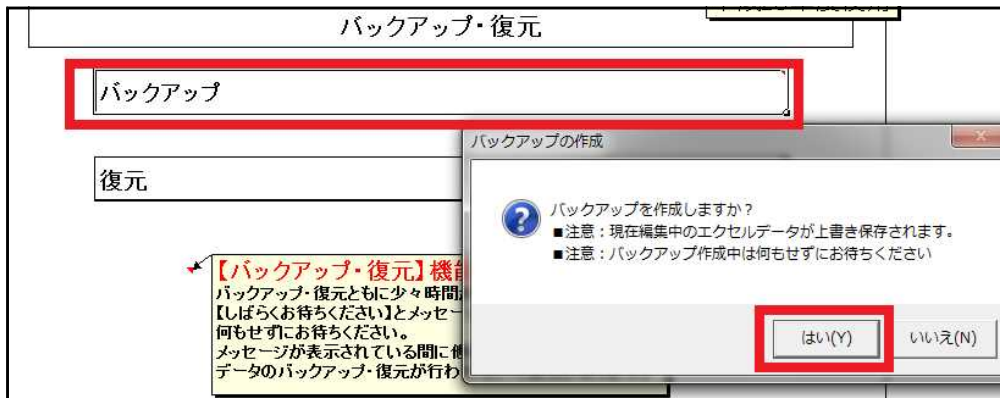 バックアップ・復元
バックアップ
バックアップの作成
復元
バックアップを作成しますか？
■注意：現在編集中のエクセルデータが上書き保存されます。
■注意：バックアップ作成中は何もせずにお待ちください
はい(Y)
いいえ(N)
【バックアップ・復元】機能
バックアップ・復元ともに少々時間
【しばらくお待ちください】とメッセー
何もせずにお待ちください。
メッセージが表示されている間に
データのバックアップ・復元が行わ